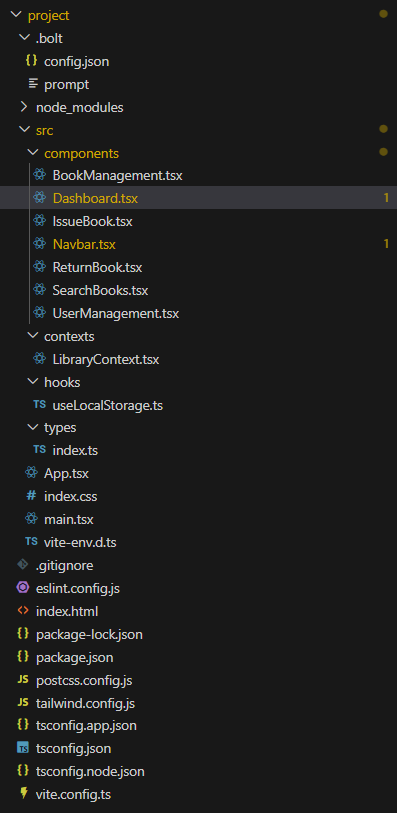 project
.bolt
{} config.json
prompt
node_modules
src
components
BookManagement.tsx
Dashboard.tsx 1
IssueBook.tsx
Navbar.tsx 1
ReturnBook.tsx
SearchBooks.tsx
UserManagement.tsx
contexts
LibraryContext.tsx
hooks
TS useLocalStorage.ts
types
TS index.ts
App.tsx
# index.css
main.tsx
TS vite-env.d.ts
.gitignore
eslint.config.js
<> index.html
{} package-lock.json
{} package.json
JS postcss.config.js
JS tailwind.config.js
{} tsconfig.app.json
TS tsconfig.json
{} tsconfig.node.json
vite.config.ts